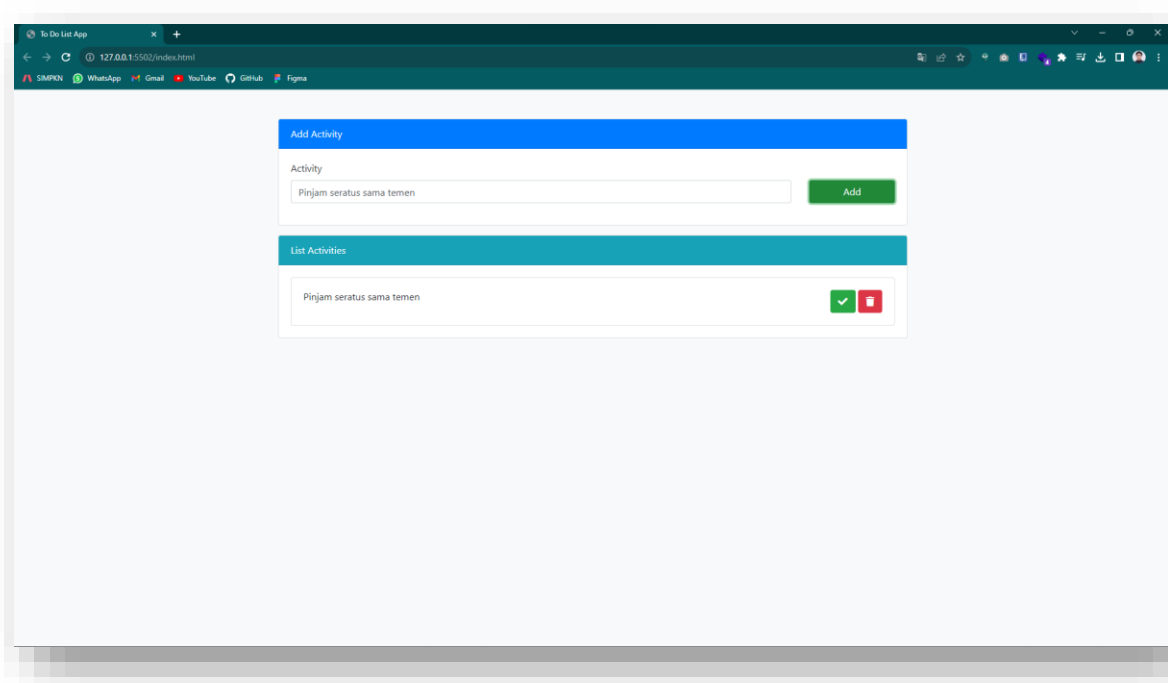 To Do List App
127.0.0.1:5502/index.html
SIMPKN WhatsApp Gmail YouTube GitHub Figma
Add Activity
Activity
Pinjam seratus sama temen
Add
List Activities
Pinjam seratus sama temen